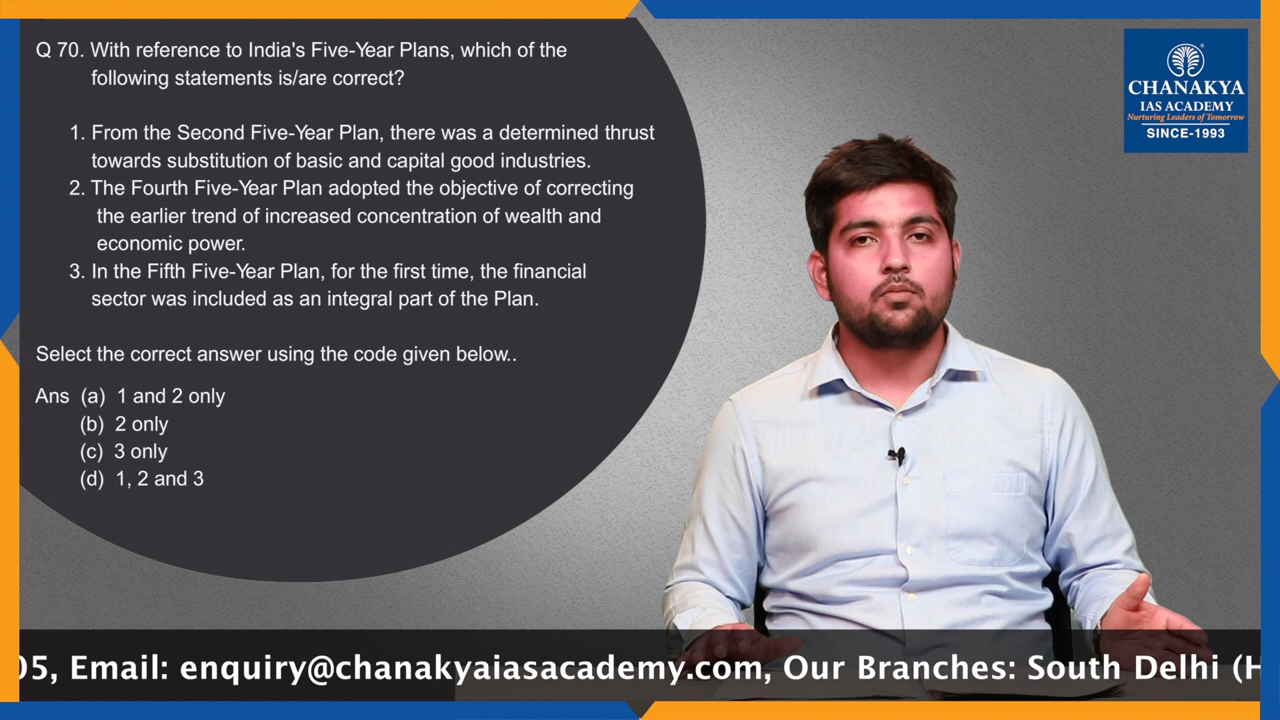 Q 70. With reference to India's Five-Year Plans, which of the
following statements is/are correct?
1. From the Second Five-Year Plan, there was a determined thrust
towards substitution of basic and capital good industries.
2. The Fourth Five-Year Plan adopted the objective of correcting
the earlier trend of increased concentration of wealth and
economic power.
3. In the Fifth Five-Year Plan, for the first time, the financial
sector was included as an integral part of the Plan.
Select the correct answer using the code given below..
Ans (a) 1 and 2 only
(b) 2 only
(c) 3 only
(d) 1, 2 and 3
CHANAKYA
IAS ACADEMY
Nurturing Leaders of Tomorrow
SINCE-1993
05, Email: enquiry@chanakyaiasacademy.com, Our Branches: South Delhi (H